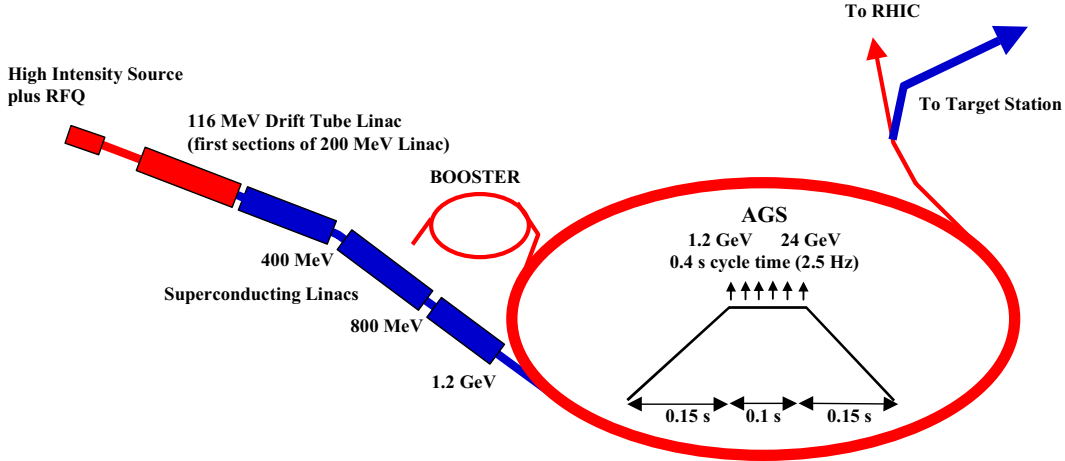 To RHIC
High Intensity Source
plus RFQ
To Target Station
116 MeV Drift Tube Linac
(first sections of 200 MeV Linac)
BOOSTER
AGS
1.2 GeV 24 GeV
0.4 s cycle time (2.5 Hz)
400 MeV
Superconducting Linacs
800 MeV
1.2 GeV
0.15 s 0.1 s 0.15 s